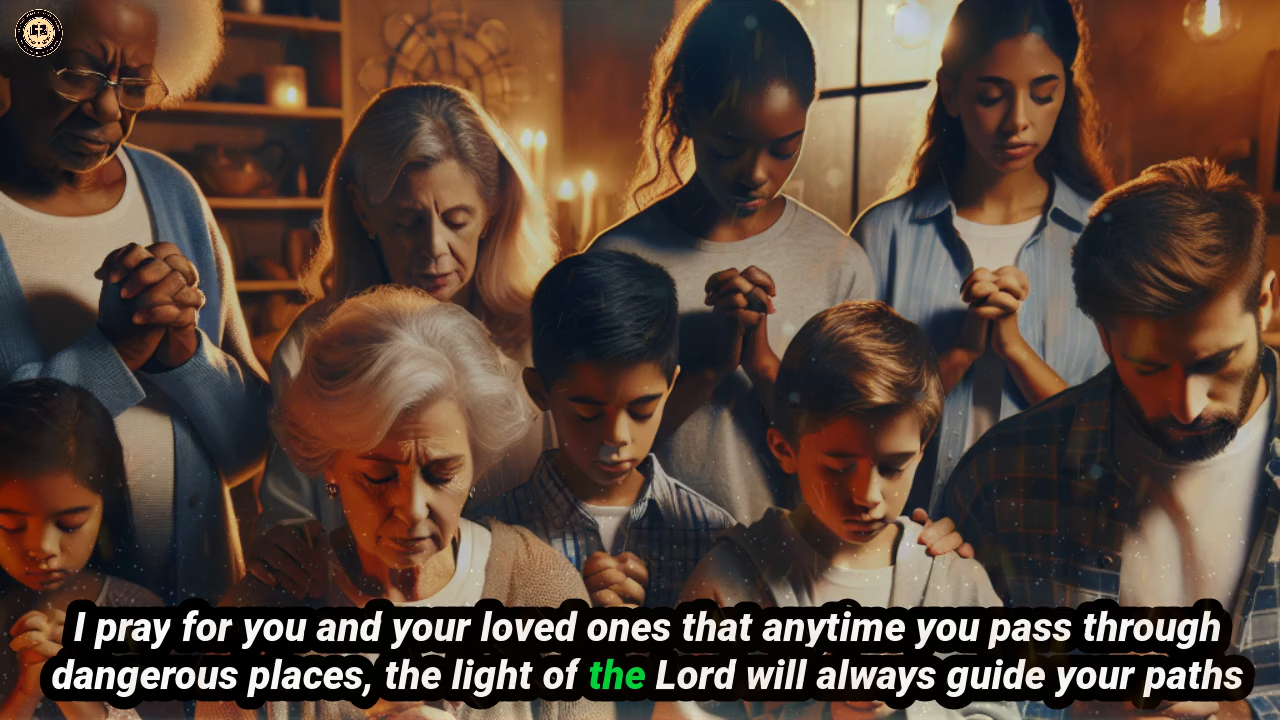 I pray for you and your loved ones that anytime you pass through
dangerous places, the light of the Lord will always guide your paths